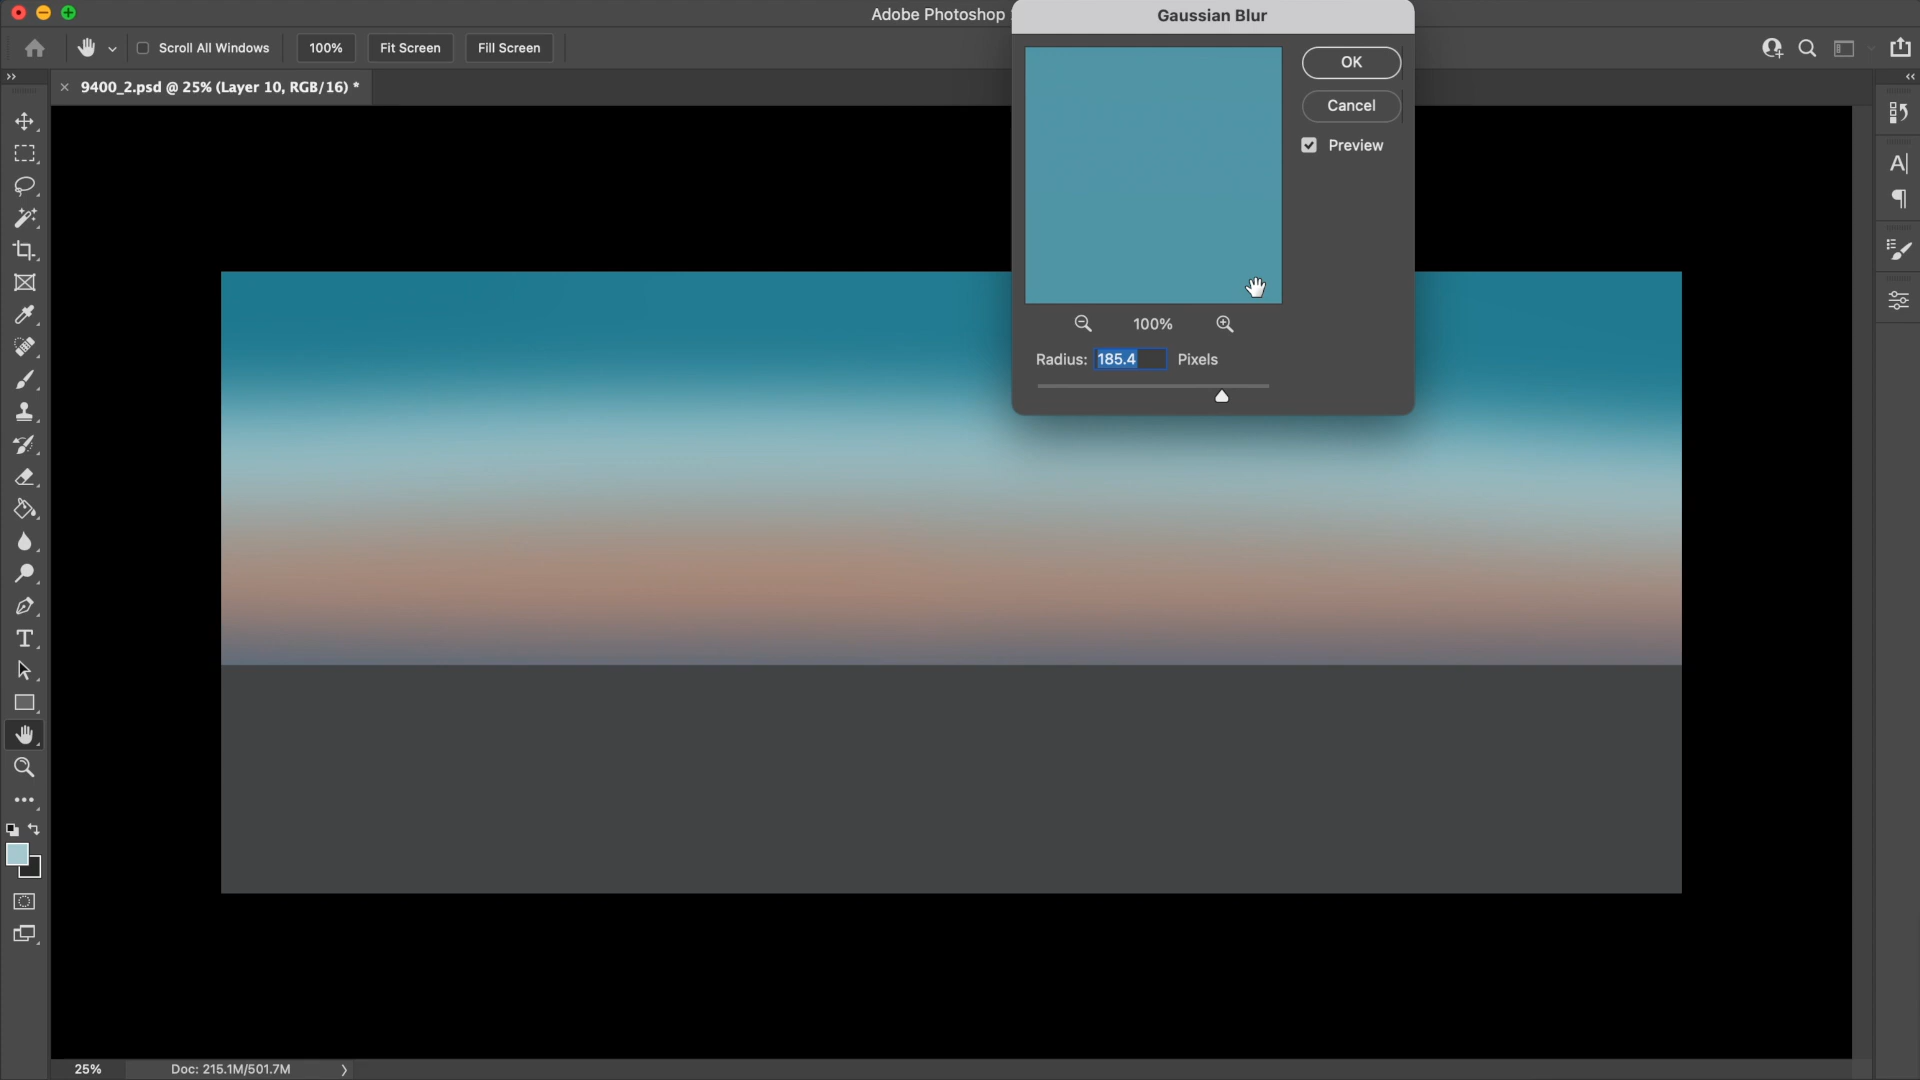 Adobe Photoshop
Gaussian Blur
Scroll All Windows
100%
Fit Screen
Fill Screen
OK
× 9400_2.psd @ 25% (Layer 10, RGB/16) *
Cancel
Preview
100%
Radius: 185.4 Pixels
25%
Doc: 215.1M/501.7M